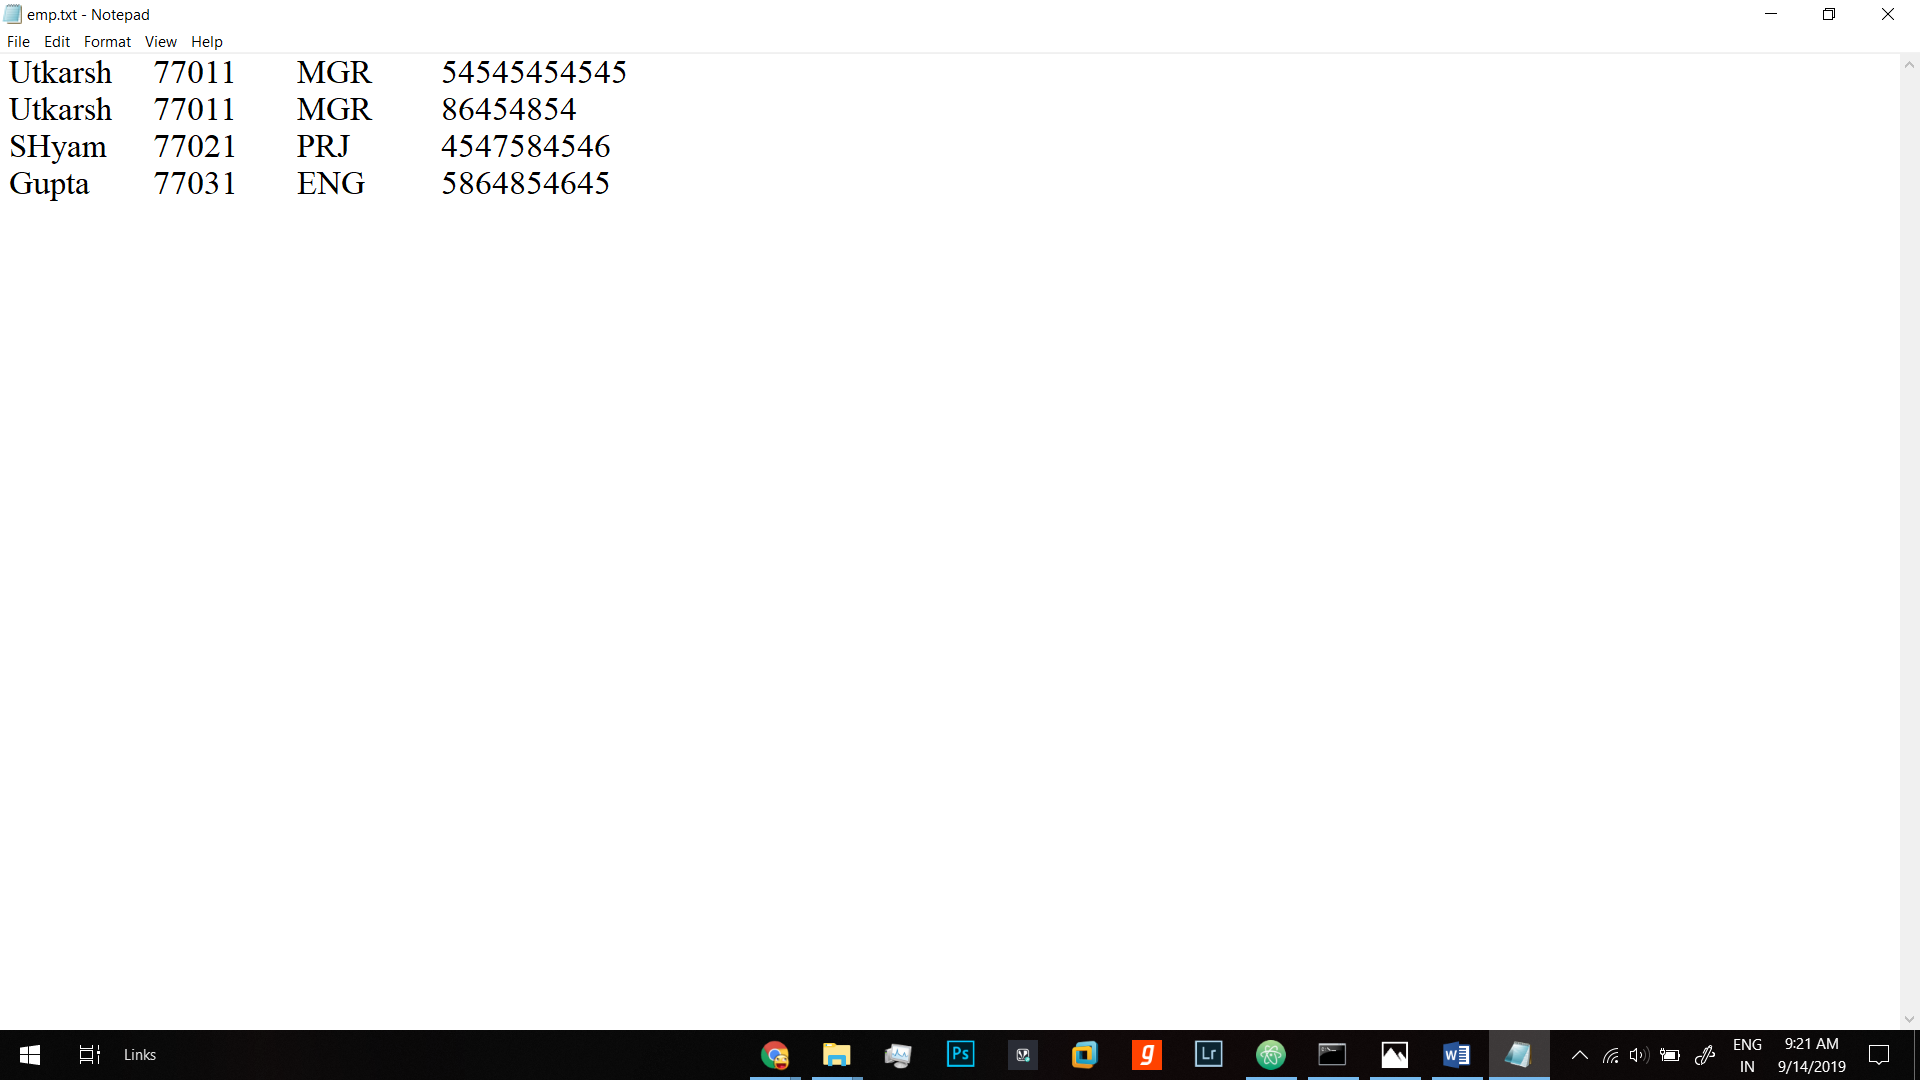 emp.txt - Notepad
File Edit Format View Help
Utkarsh 77011 MGR 54545454545
Utkarsh 77011 MGR 86454854
SHyam 77021 PRJ 4547584546
Gupta 77031 ENG 5864854645
Links
Ps
g
Lr
W
ENG
IN
9:21 AM
9/14/2019